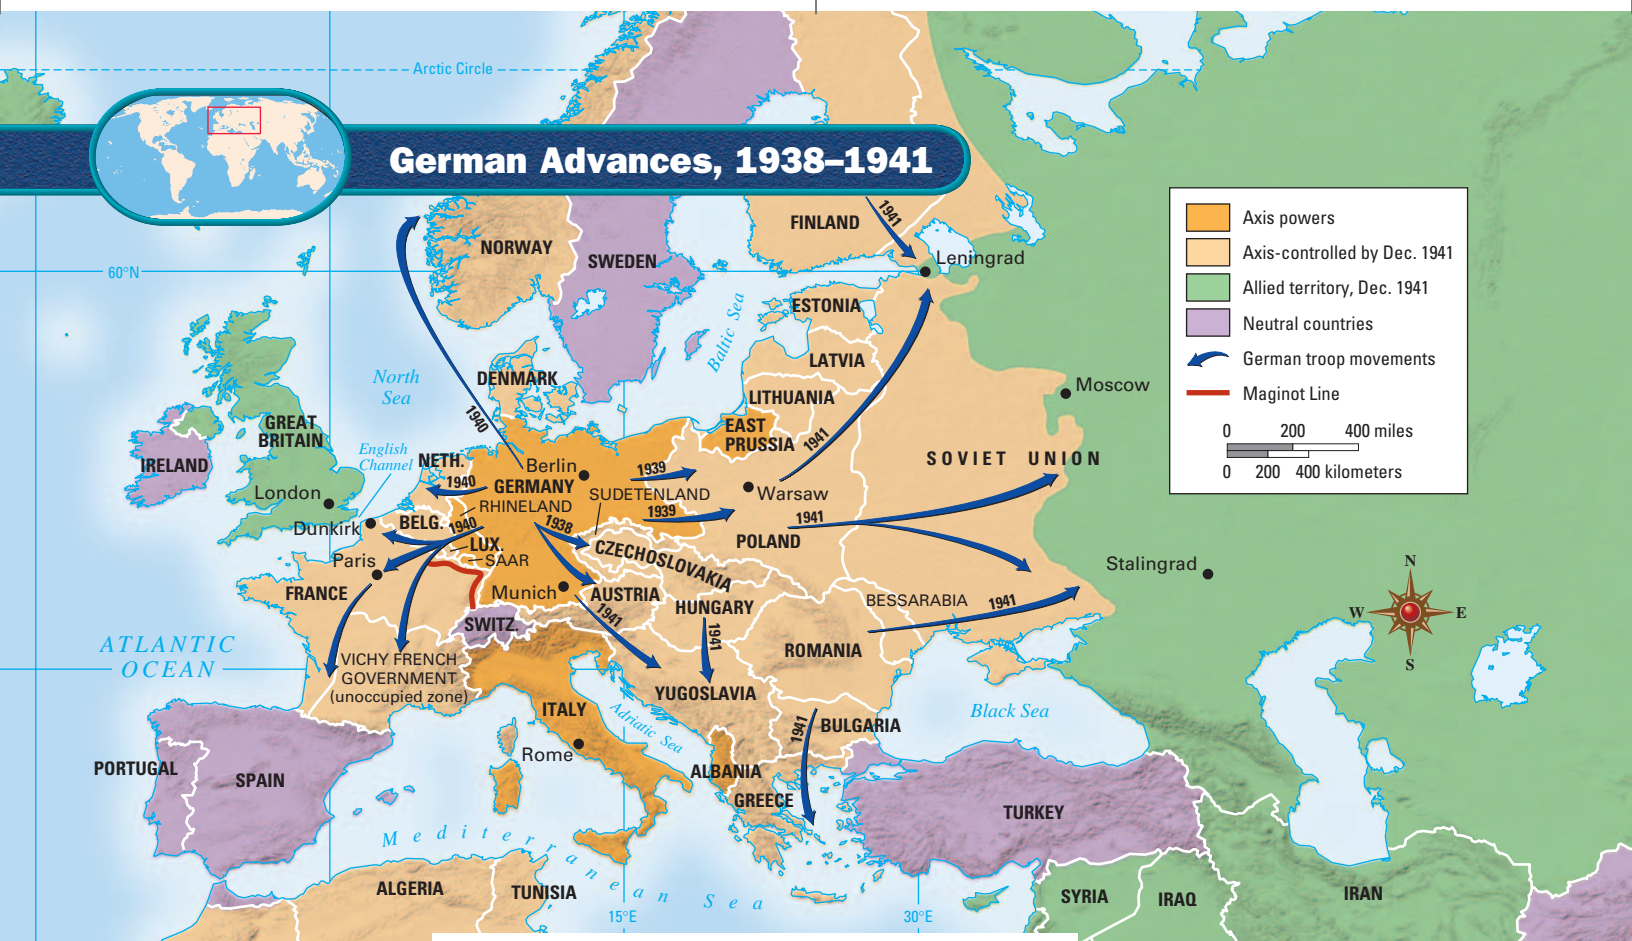 Arctic Circle
German Advances, 1938–1941
Axis powers
Axis-controlled by Dec. 1941
Allied territory, Dec. 1941
Neutral countries
German troop movements
Maginot Line
0 200 400 miles
0 200 400 kilometers
N
W E
S
60°N
NORWAY
SWEDEN
FINLAND
1941
Leningrad
ESTONIA
Baltic Sea
LATVIA
LITHUANIA
EAST
PRUSSIA
1941
Moscow
SOVIET UNION
North
Sea
DENMARK
1940
GREAT
BRITAIN
IRELAND
London
English
Channel
NETH.
1940
Berlin
GERMANY
RHINELAND
1939
SUDETENLAND
1939
Warsaw
POLAND
1941
Dunkirk
BELG.
1940
1938
LUX.
SAAR
Paris
FRANCE
Munich
CZECHOSLOVAKIA
AUSTRIA
1941
HUNGARY
1941
BESSARABIA
1941
Stalingrad
SWITZ.
ROMANIA
ATLANTIC
OCEAN
VICHY FRENCH
GOVERNMENT
(unoccupied zone)
YUGOSLAVIA
ITALY
Adriatic Sea
1941
BULGARIA
Black Sea
Rome
PORTUGAL
SPAIN
ALBANIA
GREECE
TURKEY
Mediterranean Sea
ALGERIA
TUNISIA
SYRIA
IRAQ
IRAN
15°E
30°E